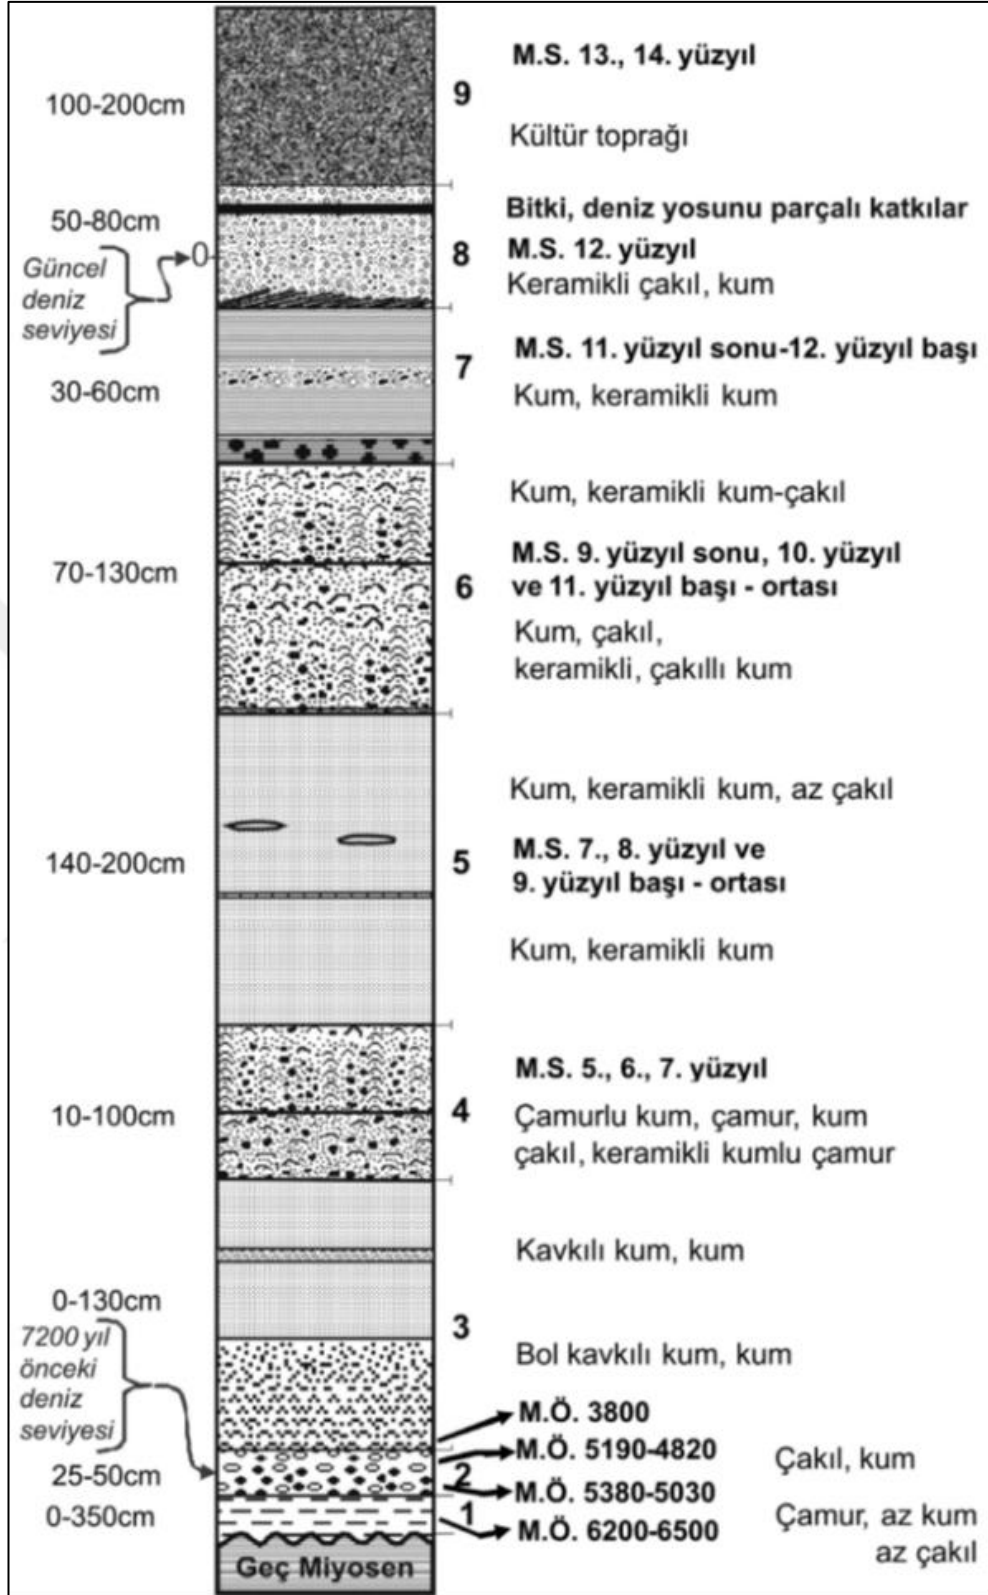 M.S. 13., 14. yüzyıl
9
100-200cm
Kültür toprağı
Bitki, deniz yosunu parçalı katkılar
50-80cm
M.S. 12. yüzyıl
0
8
Güncel
deniz
seviyesi
Keramikli çakıl, kum
M.S. 11. yüzyıl sonu-12. yüzyıl başı
7
30-60cm
Kum, keramikli kum
Kum, keramikli kum-çakıl
M.S. 9. yüzyıl sonu, 10. yüzyıl
ve 11. yüzyıl başı - ortası
70-130cm
6
Kum, çakıl,
keramikli, çakıllı kum
Kum, keramikli kum, az çakıl
M.S. 7., 8. yüzyıl ve
9. yüzyıl başı - ortası
140-200cm
5
Kum, keramikli kum
M.S. 5., 6., 7. yüzyıl
10-100cm
4
Çamurlu kum, çamur, kum
çakıl, keramikli kumlu çamur
Kavkılı kum, kum
0-130cm
3
7200 yıl
önceki
deniz
seviyesi
Bol kavkılı kum, kum
M.Ö. 3800
M.Ö. 5190-4820
Çakıl, kum
25-50cm
2
M.Ö. 5380-5030
0-350cm
1
M.Ö. 6200-6500
Çamur, az kum
az çakıl
Geç Miyosen